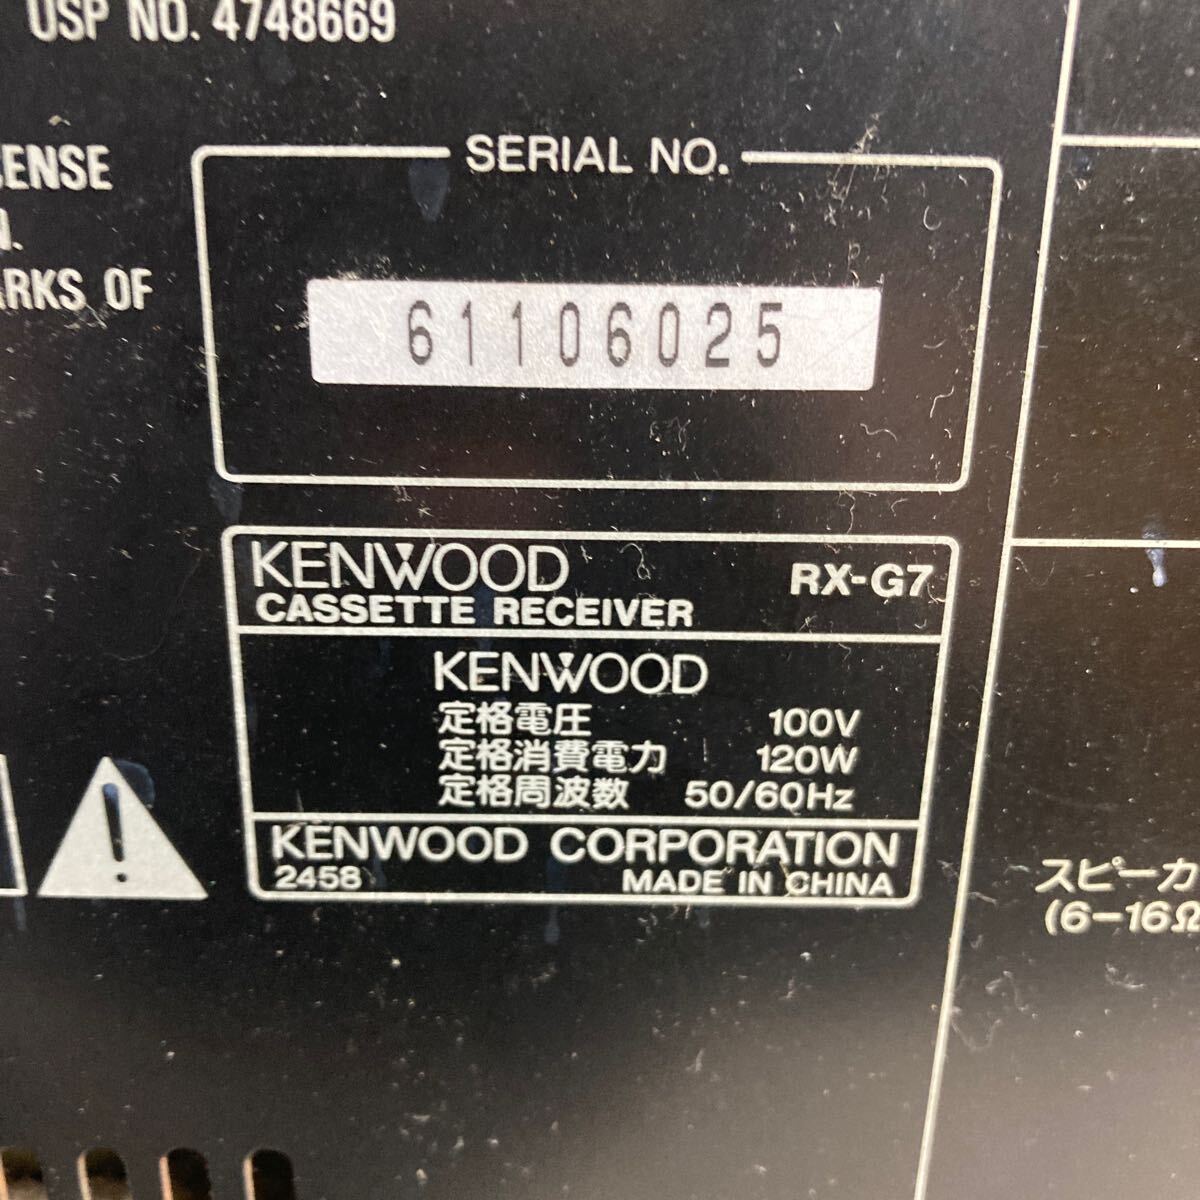 USP NO. 4748669
N.
OF
SERIAL NO.
61106025
KENWOOD RX-G7
CASSETTE RECEIVER
KENWOOD
定格電圧 100V
定格消費電力 120W
定格周波数 50/60Hz
KENWOOD CORPORATION
2458 MADE IN CHINA
スピーカ
(6-16Ω